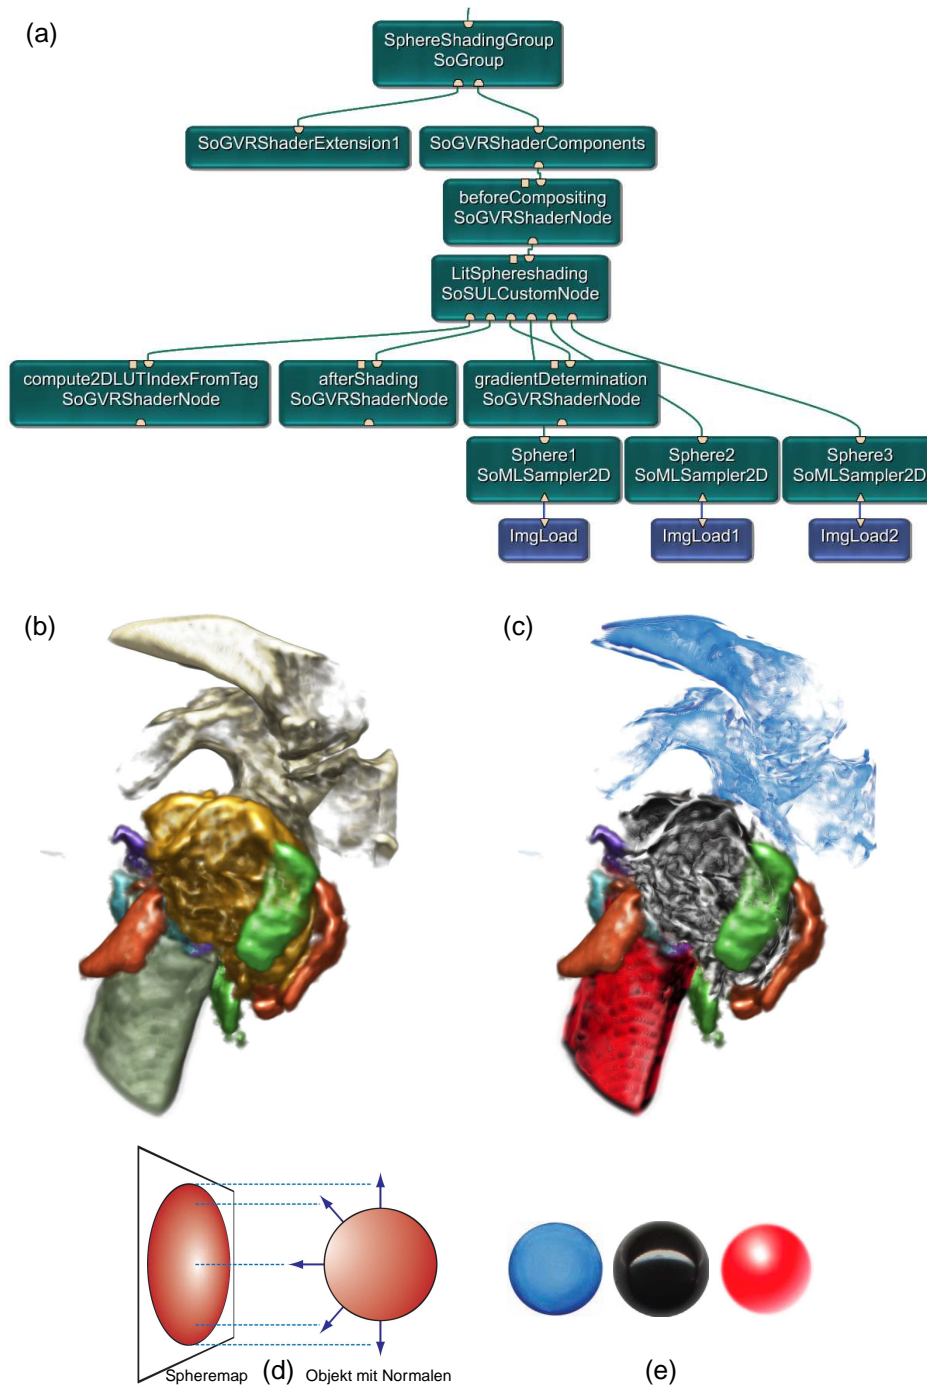 (a)
SphereShadingGroup
SoGroup
SoGVRShaderExtension1
SoGVRShaderComponents
beforeCompositing
SoGVRShaderNode
LitSphereshading
SoSULCustomNode
compute2DLUTIndexFromTag
SoGVRShaderNode
afterShading
SoGVRShaderNode
gradientDetermination
SoGVRShaderNode
Sphere1
SoMLSampler2D
Sphere2
SoMLSampler2D
Sphere3
SoMLSampler2D
ImgLoad
ImgLoad1
ImgLoad2
(b)
(c)
Spheremap
(d)
Objekt mit Normalen
(e)